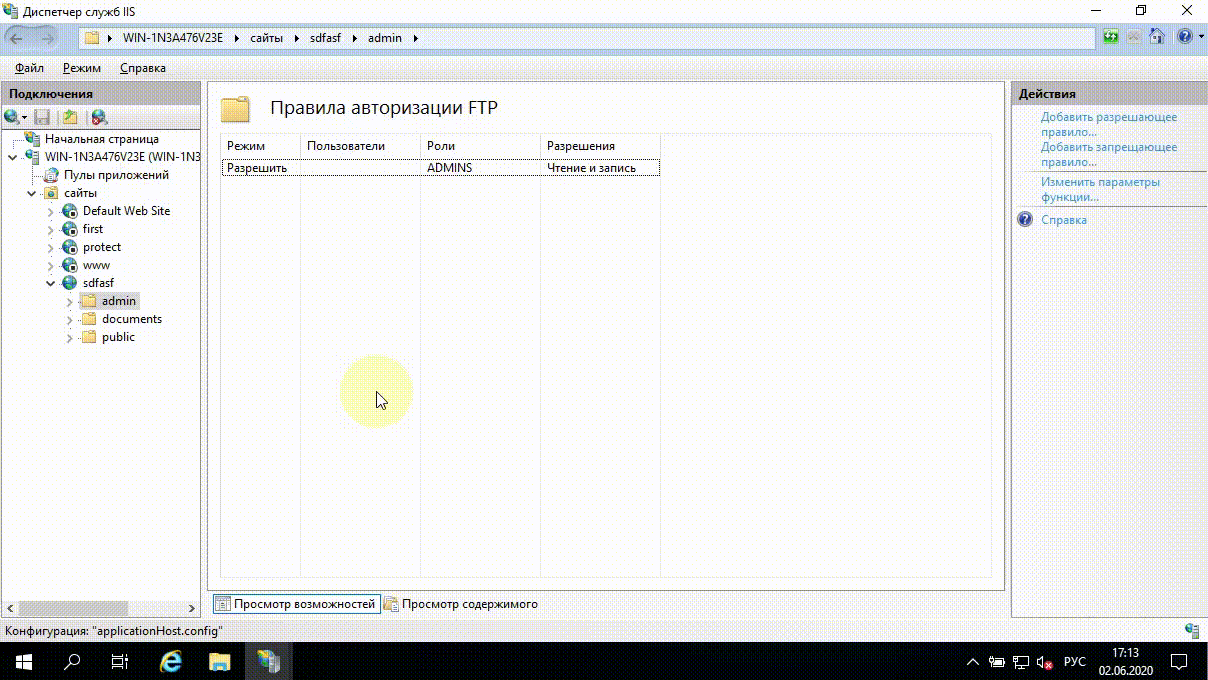 Диспетчер служб IIS
WIN-1N3A476V23E сайты sdfasf admin
Файл Режим Справка
Подключения
Начальная страница
WIN-1N3A476V23E (WIN-1N3
Пулы приложений
сайты
Default Web Site
first
protect
www
sdfasf
admin
documents
public
Правила авторизации FTP
Режим Пользователи Роли Разрешения
Разрешить ADMINS Чтение и запись
Просмотр возможностей Просмотр содержимого
Действия
Добавить разрешающее
правило...
Добавить запрещающее
правило...
Изменить параметры
функции...
Справка
Конфигурация: "applicationHost.config"
РУС
17:13
02.06.2020